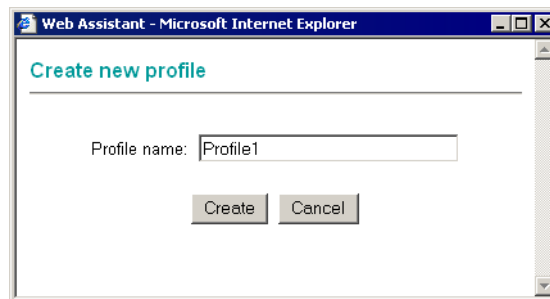 Web Assistant - Microsoft Internet Explorer
Create new profile
Profile name: Profile1
Create Cancel